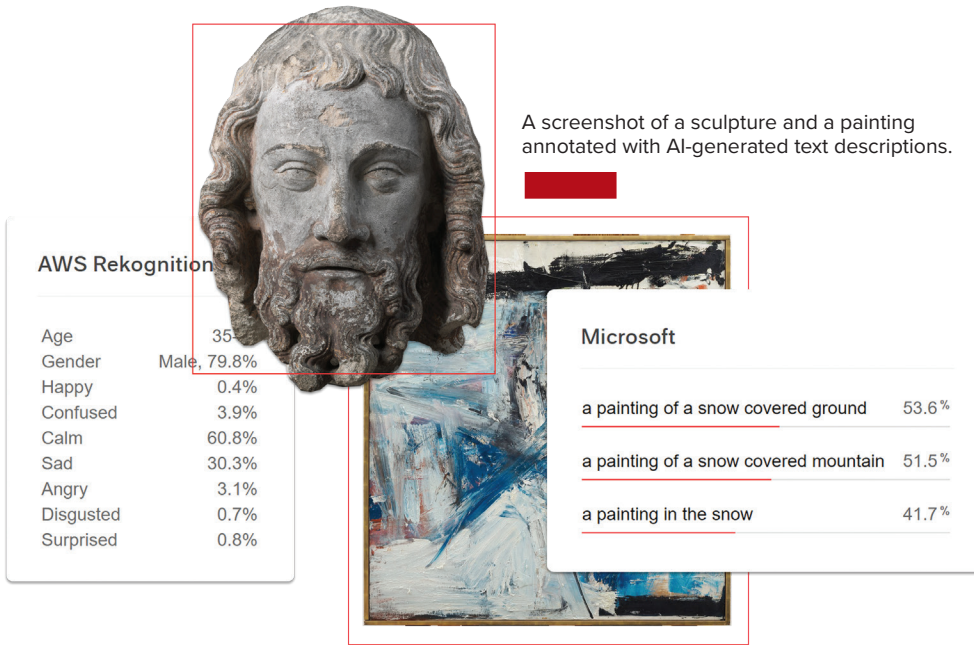 A screenshot of a sculpture and a painting
annotated with AI-generated text descriptions.
AWS Rekognition
Age 35-
Gender Male, 79.8%
Happy 0.4%
Confused 3.9%
Calm 60.8%
Sad 30.3%
Angry 3.1%
Disgusted 0.7%
Surprised 0.8%
Microsoft
a painting of a snow covered ground 53.6%
a painting of a snow covered mountain 51.5%
a painting in the snow 41.7%